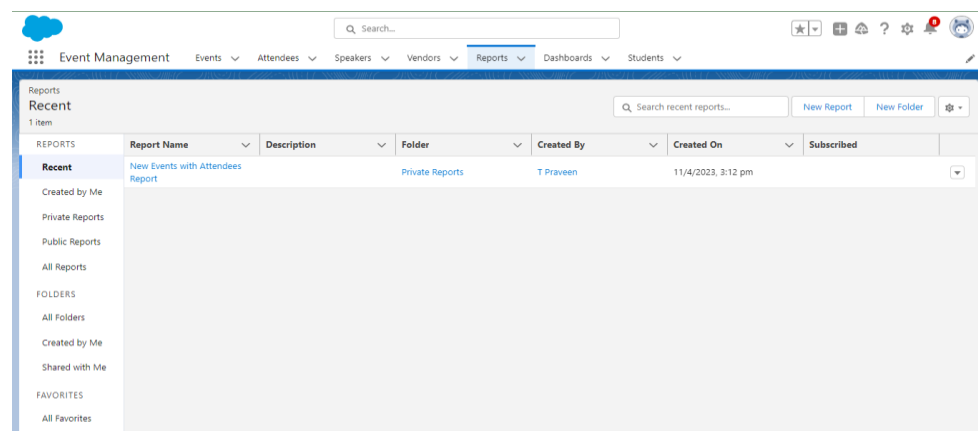 Search...
8
Event Management Events Attendees Speakers Vendors Reports Dashboards Students
Reports
Recent
1 item
Search recent reports...
New Report New Folder
REPORTS
Recent
Created by Me
Private Reports
Public Reports
All Reports
FOLDERS
All Folders
Created by Me
Shared with Me
FAVORITES
All Favorites
Report Name Description Folder Created By Created On Subscribed
New Events with Attendees
Report
Private Reports T Praveen 11/4/2023, 3:12 pm